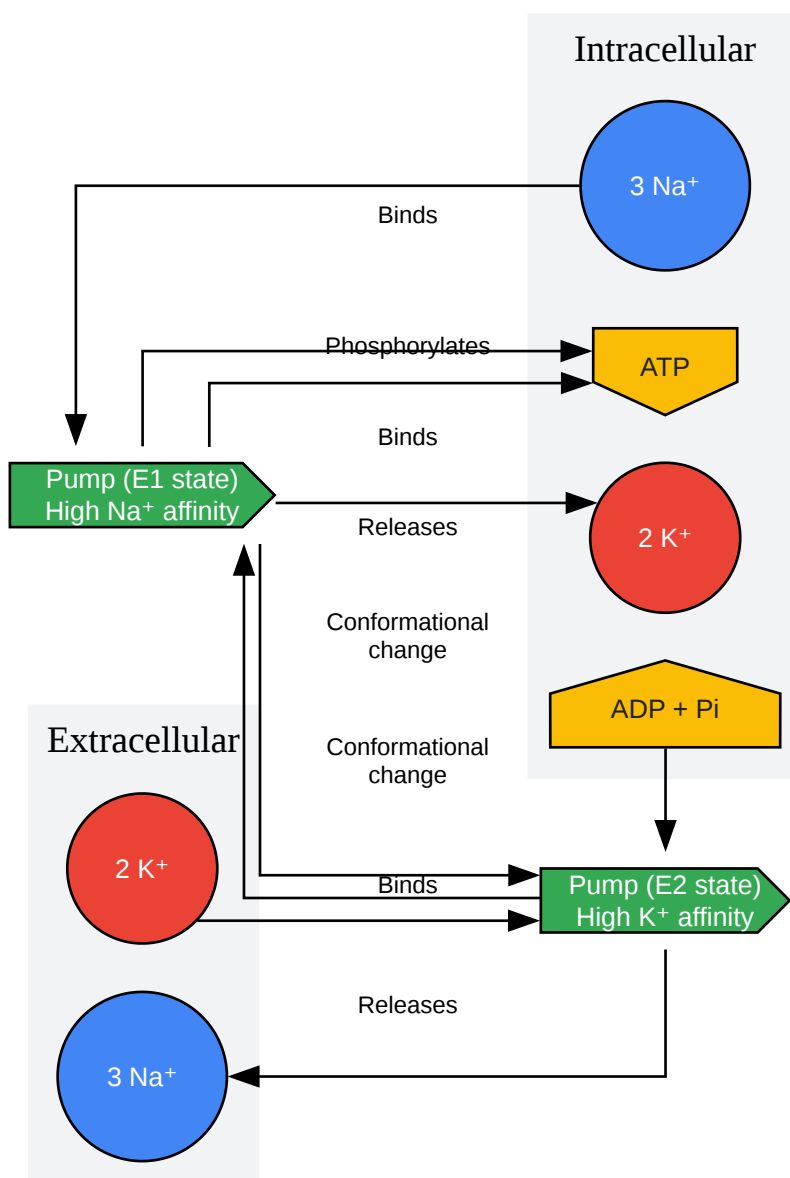 Intracellular
3 Na⁺
Binds
Phosphorylates
ATP
Binds
Pump (E1 state)
High Na⁺ affinity
Releases
2 K⁺
Conformational
change
ADP + Pi
Extracellular
Conformational
change
2 K⁺
Binds
Pump (E2 state)
High K⁺ affinity
Releases
3 Na⁺